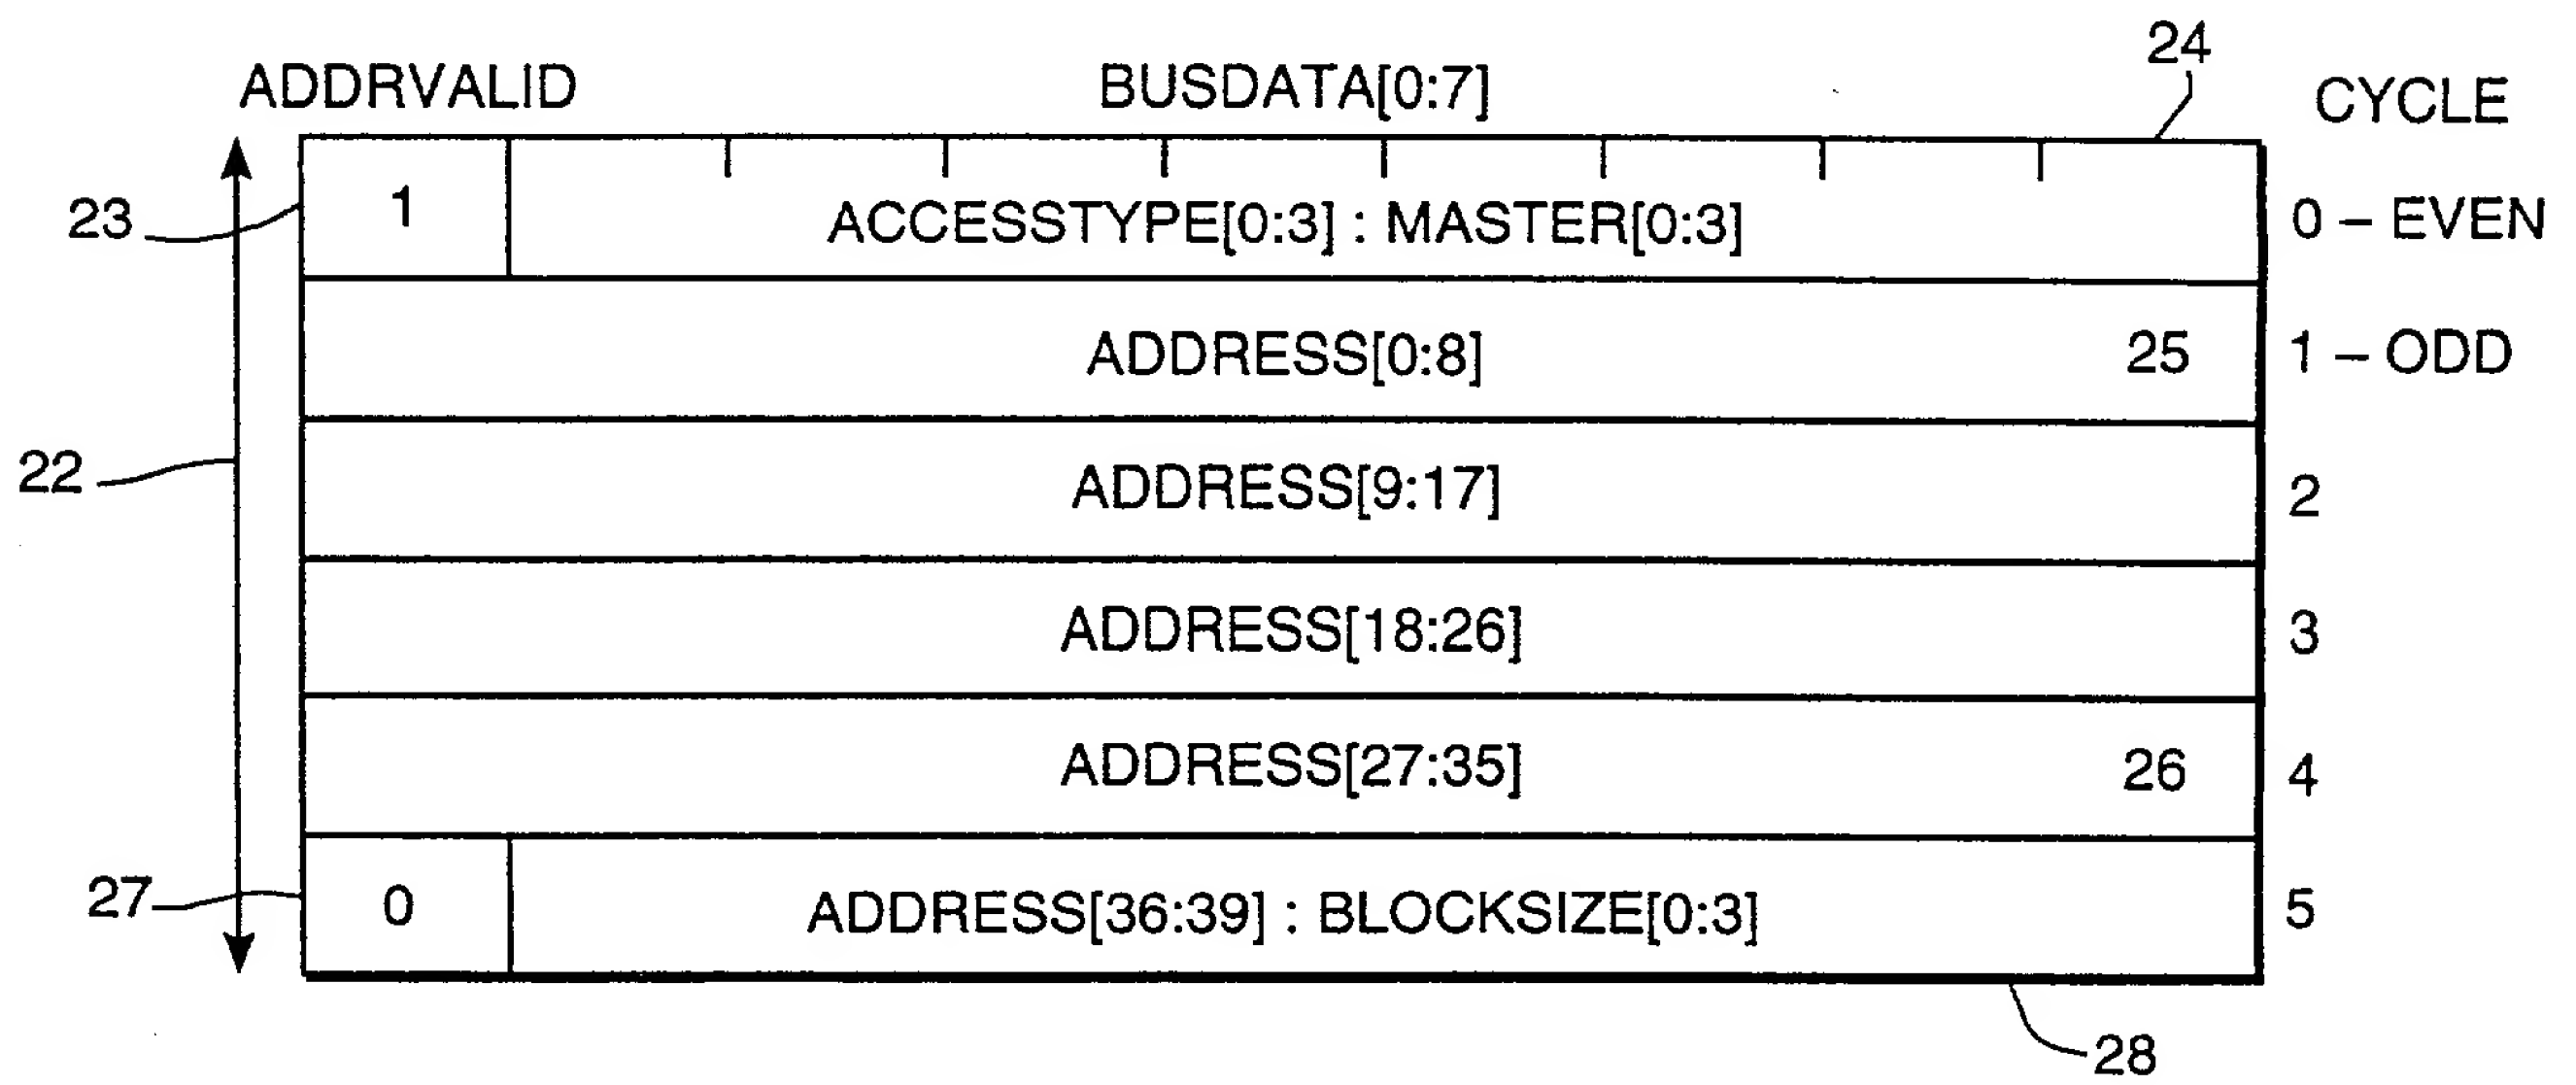 24
ADDRVALID BUSDATA[0:7] CYCLE
23 1 ACCESSTYPE[0:3] : MASTER[0:3] 0 – EVEN
ADDRESS[0:8] 25 1 – ODD
22 ADDRESS[9:17] 2
ADDRESS[18:26] 3
ADDRESS[27:35] 26 4
27 0 ADDRESS[36:39] : BLOCKSIZE[0:3] 5
28